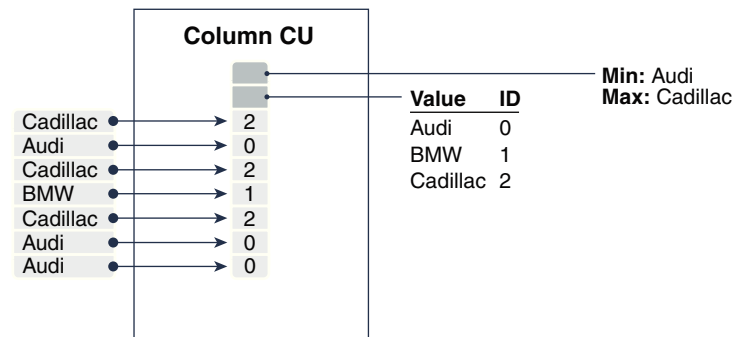 Column CU
Min: Audi
Max: Cadillac
Value ID
Audi 0
BMW 1
Cadillac 2
Cadillac 2
Audi 0
Cadillac 2
BMW 1
Cadillac 2
Audi 0
Audi 0